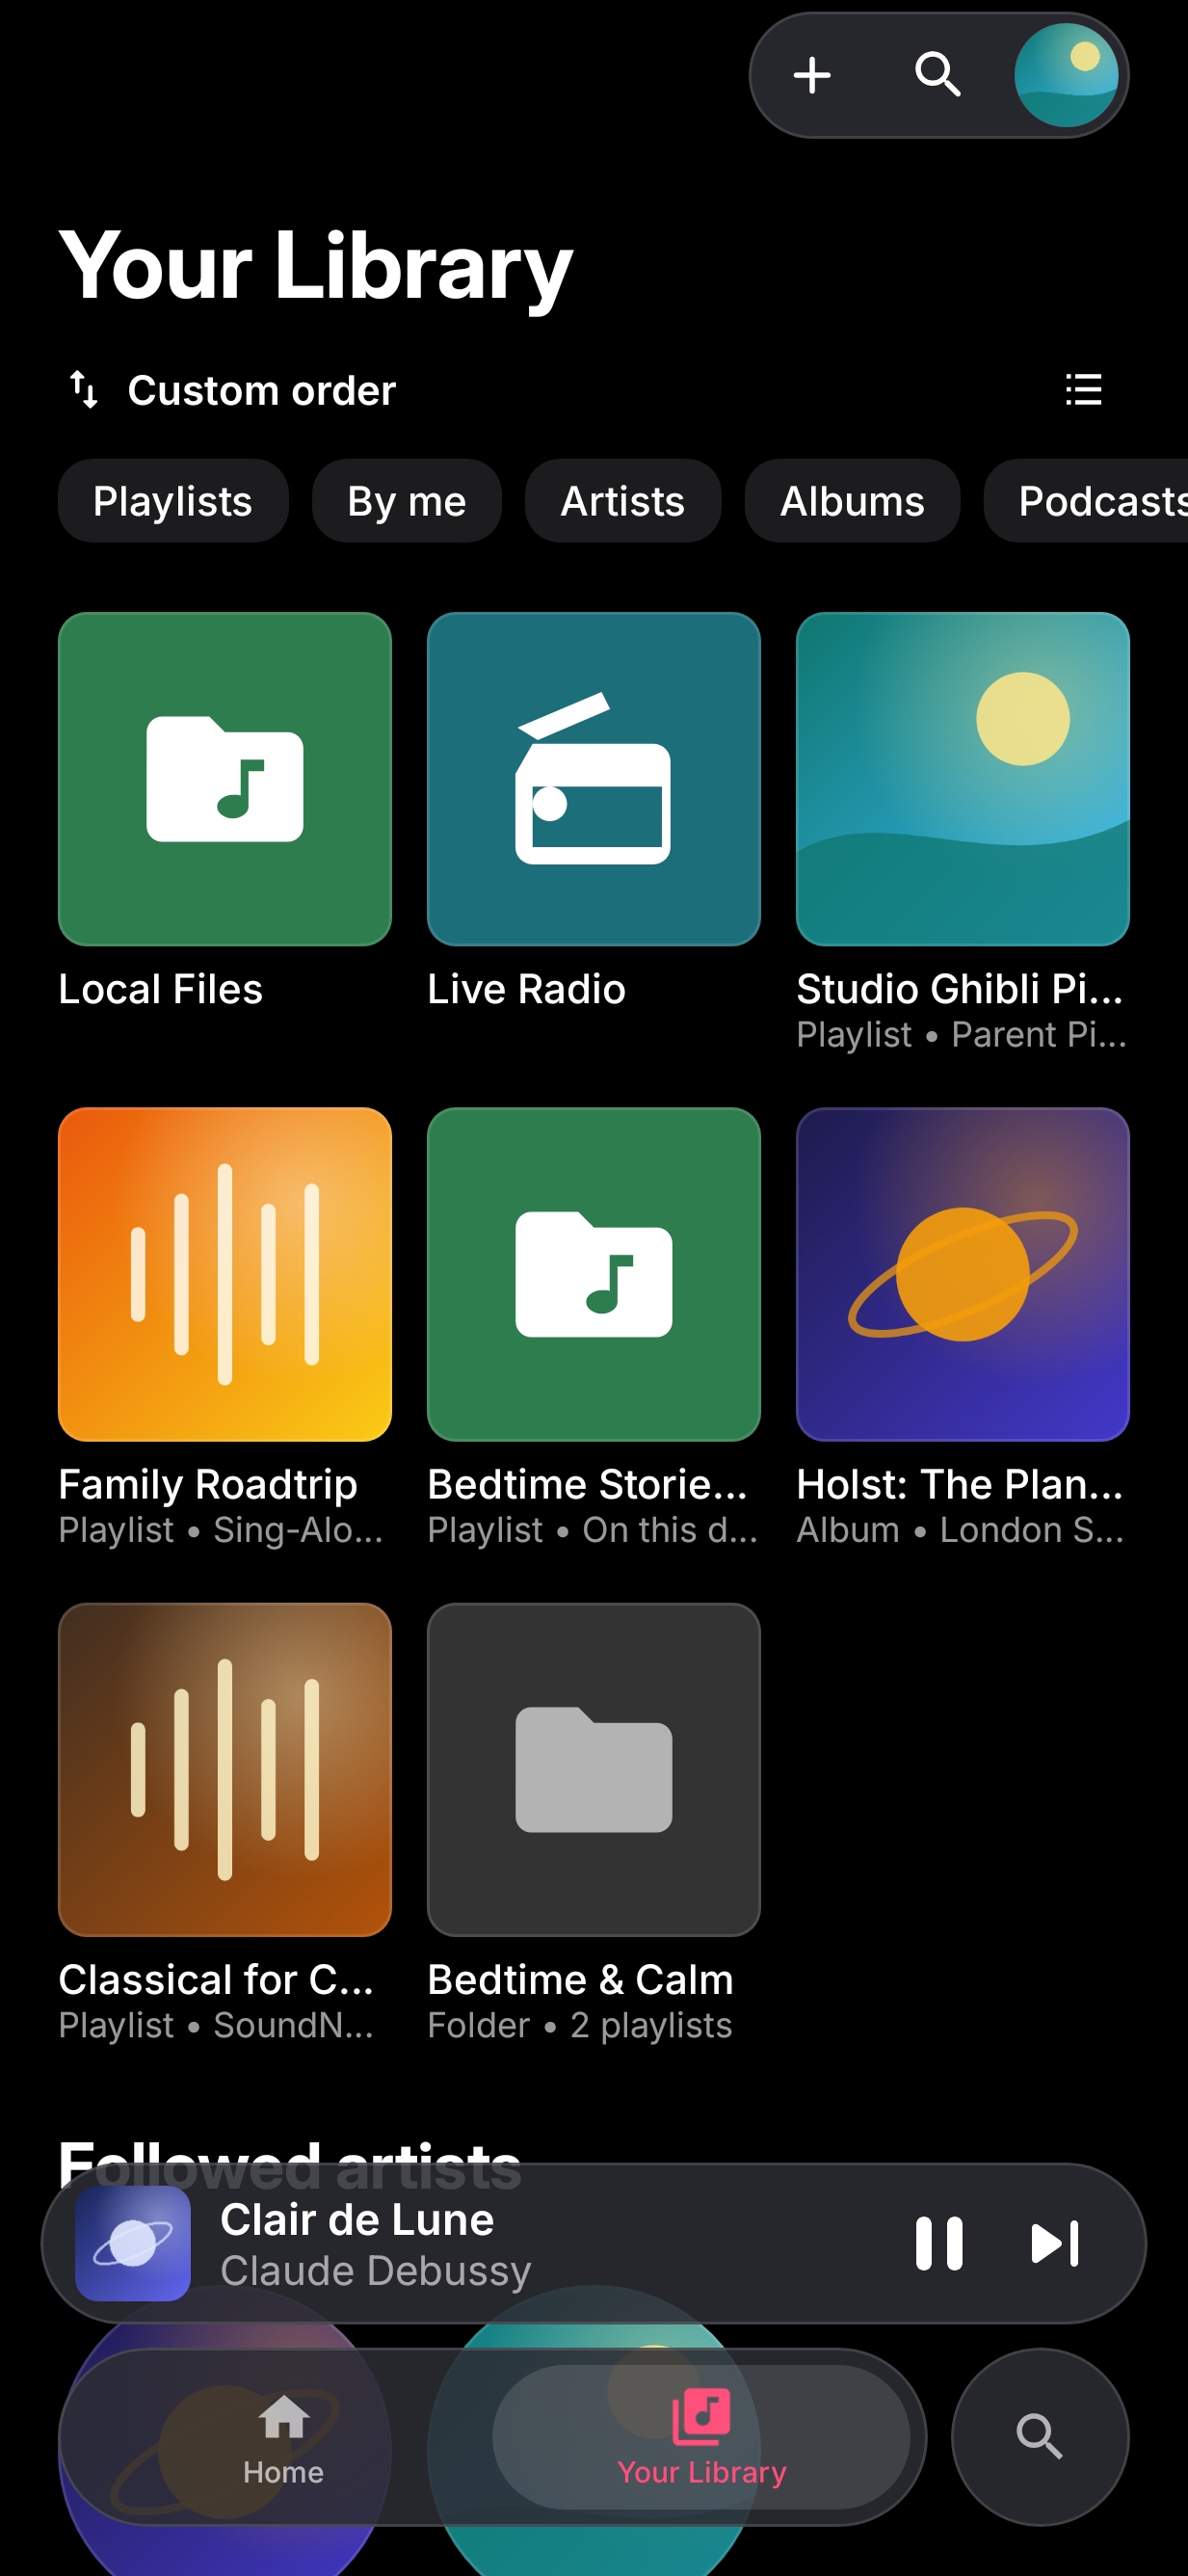 Your Library
Custom order
Playlists
By me
Artists
Albums
Podcasts
Local Files
Live Radio
Studio Ghibli Pi...
Playlist • Parent Pi...
Family Roadtrip
Playlist • Sing-Alo...
Bedtime Storie...
Playlist • On this d...
Holst: The Plan...
Album • London S...
Classical for C...
Playlist • SoundN...
Bedtime & Calm
Folder • 2 playlists
Followed artists
Clair de Lune
Claude Debussy
Home
Your Library